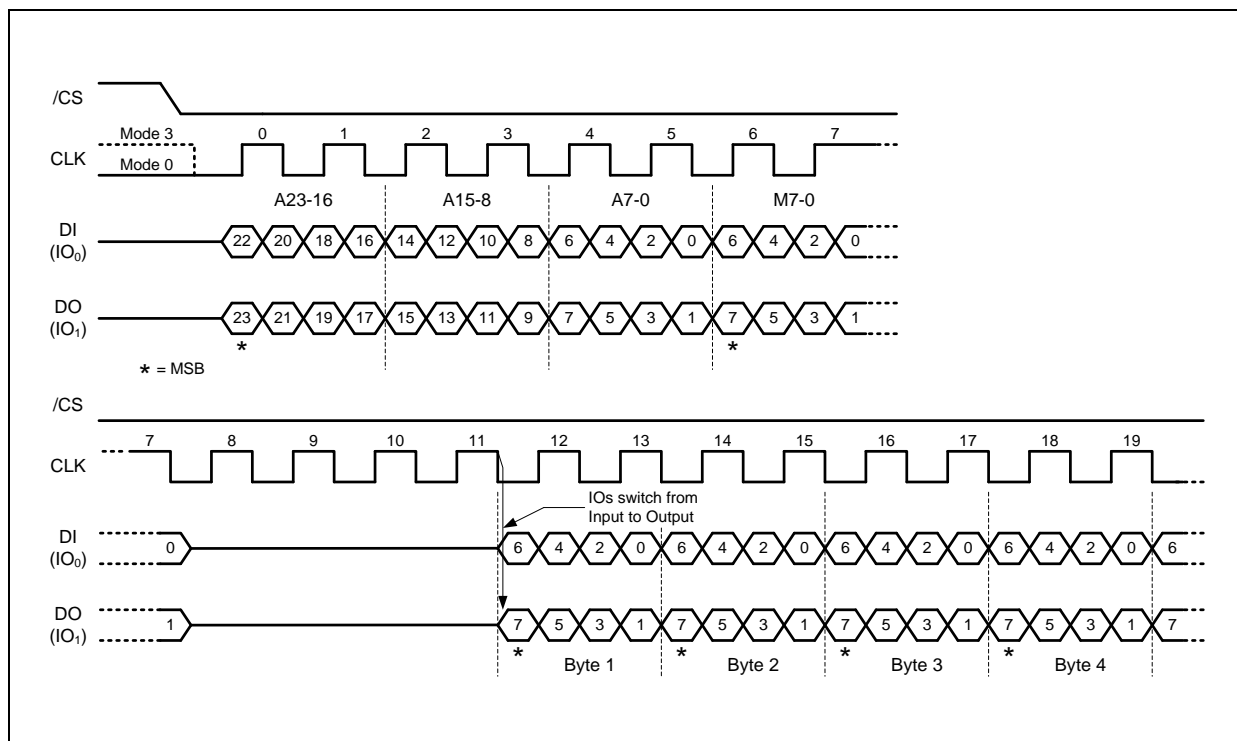 /CS
Mode 3 0 1 2 3 4 5 6 7
CLK
Mode 0
A23-16 A15-8 A7-0 M7-0
DI
(IO₀)
22 20 18 16 14 12 10 8 6 4 2 0 6 4 2 0
DO
(IO₁)
23 21 19 17 15 13 11 9 7 5 3 1 7 5 3 1
* *
* = MSB
/CS
7 8 9 10 11 12 13 14 15 16 17 18 19
CLK
IOs switch from
Input to Output
DI
(IO₀)
0 6 4 2 0 6 4 2 0 6 4 2 0 6 4 2 0 6
DO
(IO₁)
1 7 5 3 1 7 5 3 1 7 5 3 1 7 5 3 1 7
* * * *
Byte 1 Byte 2 Byte 3 Byte 4